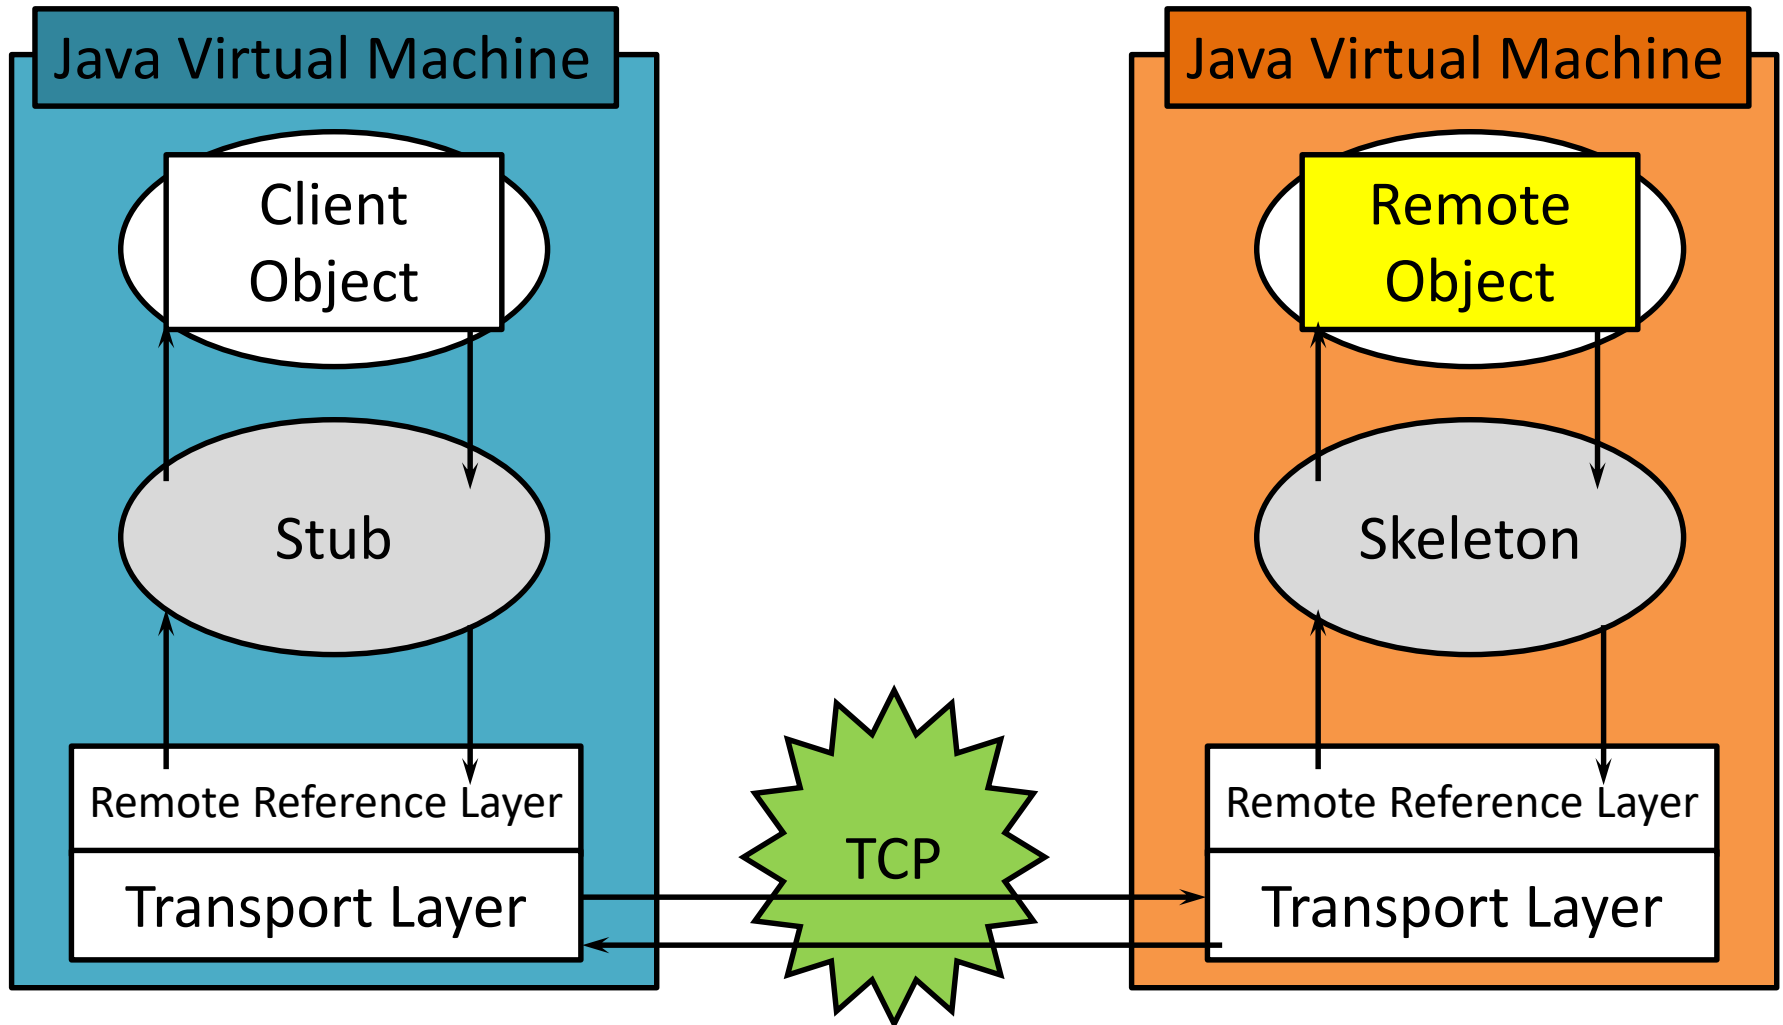 Java Virtual Machine
Client
Object
Stub
Remote Reference Layer
Transport Layer
TCP
Java Virtual Machine
Remote
Object
Skeleton
Remote Reference Layer
Transport Layer